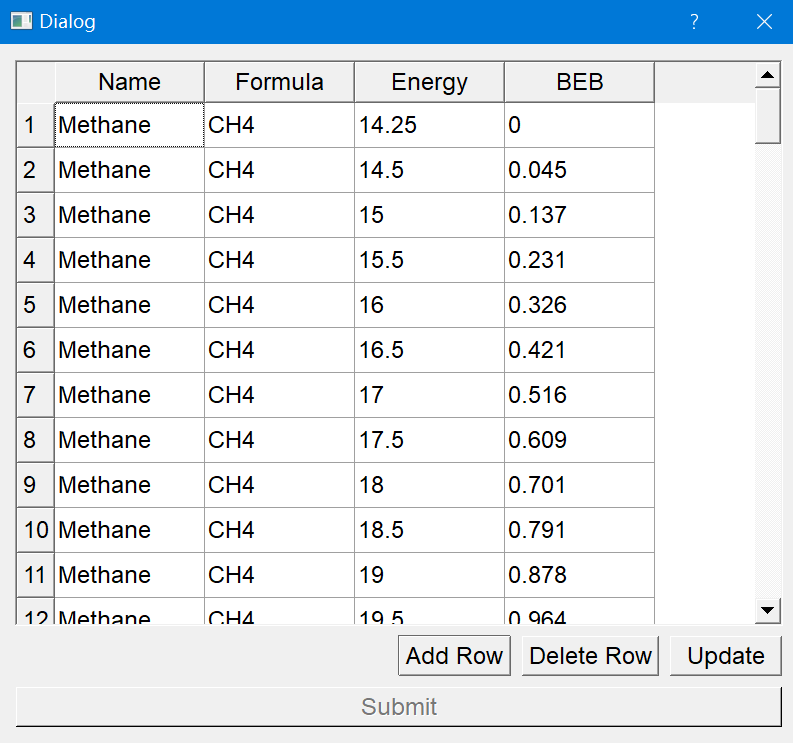 Dialog ?
Name Formula Energy BEB
1 Methane CH4 14.25 0
2 Methane CH4 14.5 0.045
3 Methane CH4 15 0.137
4 Methane CH4 15.5 0.231
5 Methane CH4 16 0.326
6 Methane CH4 16.5 0.421
7 Methane CH4 17 0.516
8 Methane CH4 17.5 0.609
9 Methane CH4 18 0.701
10 Methane CH4 18.5 0.791
11 Methane CH4 19 0.878
12 Methane CH4 19.5 0.964
Add Row Delete Row Update
Submit